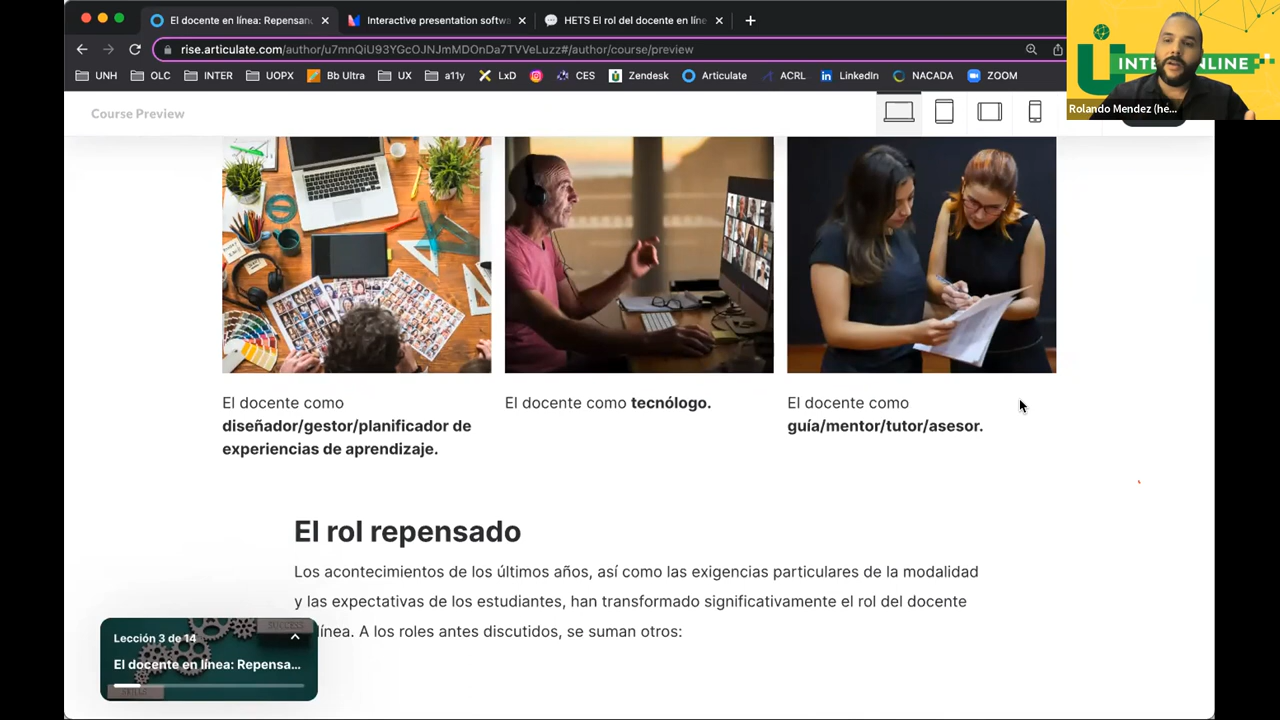 El docente en línea: Repensand
Interactive presentation softwa
HETS El rol del docente en líne
rise.articulate.com/author/u7mnQiU93YGcOJNJmMDOnDa7TVVeLuzz#/author/course/preview
UNH OLC INTER UOPX Bb Ultra UX a11y LxD CES Zendesk Articulate ACRL LinkedIn NACADA ZOOM
INTER ONLINE
Rolando Mendez (he...
Course Preview
El docente como
diseñador/gestor/planificador de
experiencias de aprendizaje.
El docente como tecnólogo.
El docente como
guía/mentor/tutor/asesor.
El rol repensado
Los acontecimientos de los últimos años, así como las exigencias particulares de la modalidad
y las expectativas de los estudiantes, han transformado significativamente el rol del docente
línea. A los roles antes discutidos, se suman otros:
SUCCESS
Lección 3 de 14
El docente en línea: Repensa...